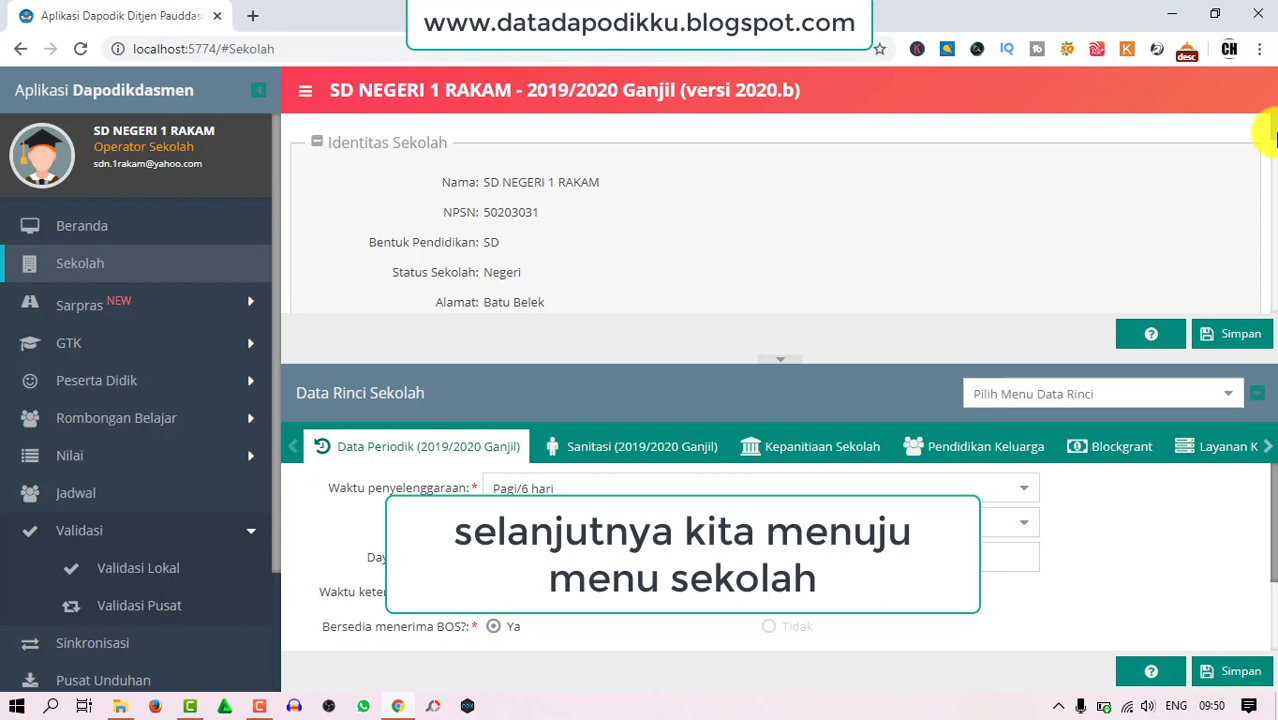 Aplikasi Dapodik Ditjen Pauddas
www.datadapodikku.blogspot.com
localhost:5774/#Sekolah
IQ
desc
CH
Aplikasi Dapodikdasmen
SD NEGERI 1 RAKAM - 2019/2020 Ganjil (versi 2020.b)
SD NEGERI 1 RAKAM
Operator Sekolah
sdn.1rakam@yahoo.com
Beranda
Sekolah
Sarpras NEW
GTK
Peserta Didik
Rombongan Belajar
Nilai
Jadwal
Validasi
Validasi Lokal
Validasi Pusat
Sinkronisasi
Pusat Unduhan
Identitas Sekolah
Nama: SD NEGERI 1 RAKAM
NPSN: 50203031
Bentuk Pendidikan: SD
Status Sekolah: Negeri
Alamat: Batu Belek
Simpan
Data Rinci Sekolah
Pilih Menu Data Rinci
Data Periodik (2019/2020 Ganjil)
Sanitasi (2019/2020 Ganjil)
Kepanitiaan Sekolah
Pendidikan Keluarga
Blockgrant
Layanan K
Waktu penyelenggaraan:* Pagi/6 hari
selanjutnya kita menuju
menu sekolah
Bersedia menerima BOS?:* Ya Tidak
Simpan
ENG 09:50